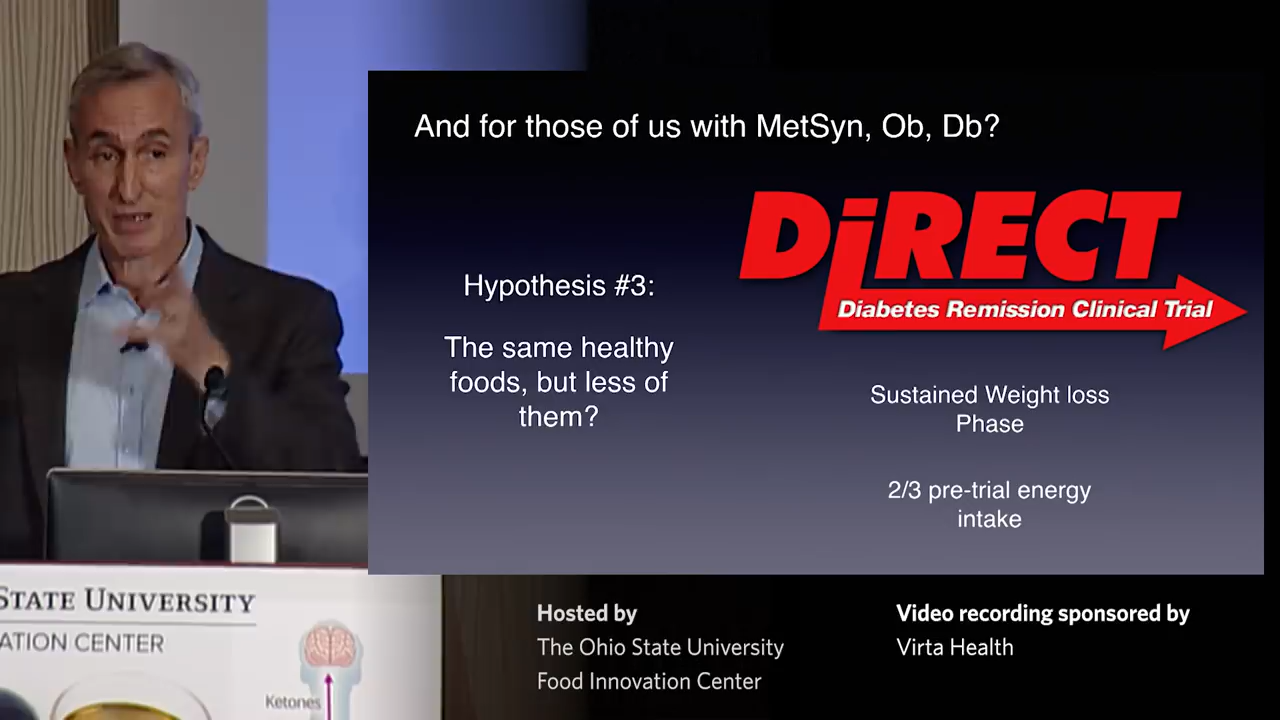 And for those of us with MetSyn, Ob, Db?
DiRECT
Diabetes Remission Clinical Trial
Hypothesis #3:
The same healthy
foods, but less of
them?
Sustained Weight loss
Phase
2/3 pre-trial energy
intake
STATE UNIVERSITY
CENTER
Ketones
Hosted by
The Ohio State University
Food Innovation Center
Video recording sponsored by
Virta Health